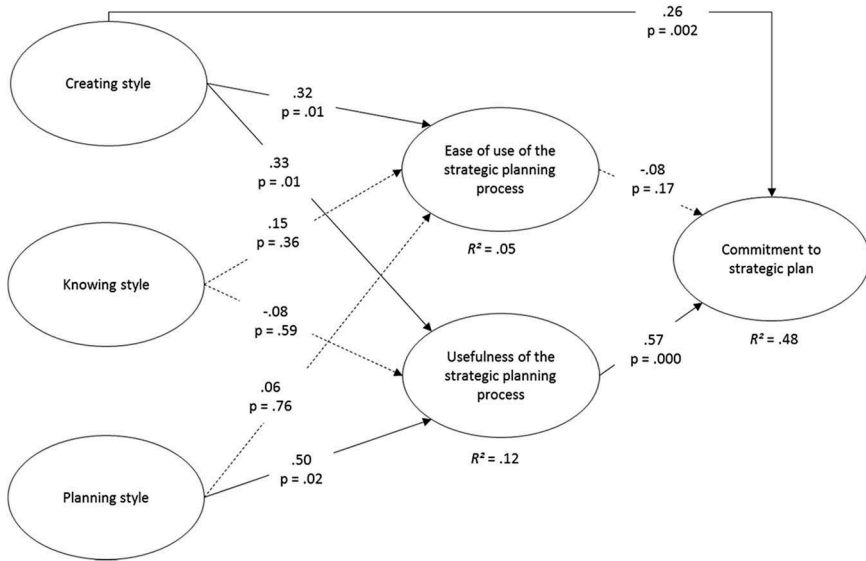 .26
p = .002
Creating style
.32
p = .01
Ease of use of the
strategic planning
process
R² = .05
.33
p = .01
-.08
p = .17
.15
p = .36
Knowing style
Commitment to
strategic plan
R² = .48
-.08
p = .59
.57
p = .000
Usefulness of the
strategic planning
process
R² = .12
.06
p = .76
.50
p = .02
Planning style